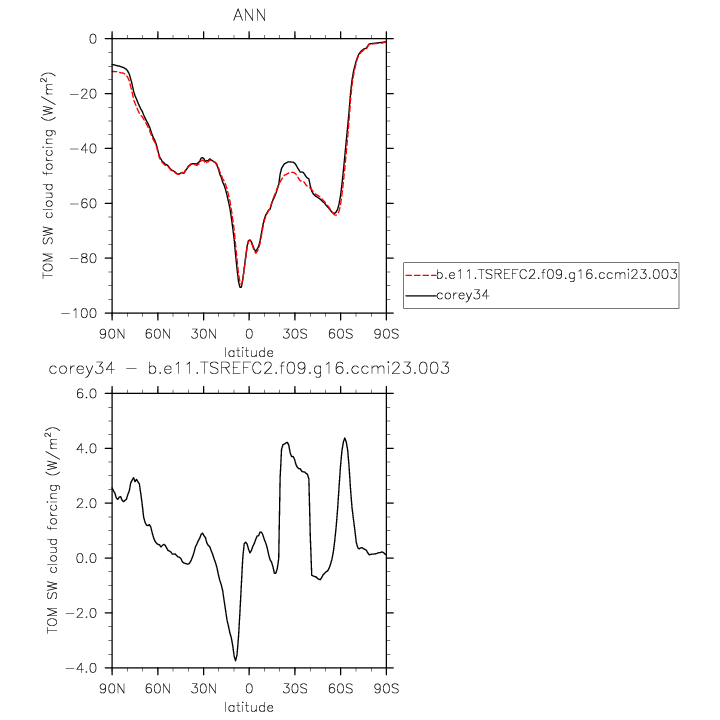 ANN
TOM SW cloud forcing (W/m²)
0
−20
−40
−60
−80
−100
90N 60N 30N 0 30S 60S 90S
latitude
b.e11.TSREFC2.f09.g16.ccmi23.003
corey34
corey34 − b.e11.TSREFC2.f09.g16.ccmi23.003
TOM SW cloud forcing (W/m²)
6.0
4.0
2.0
0.0
−2.0
−4.0
90N 60N 30N 0 30S 60S 90S
latitude